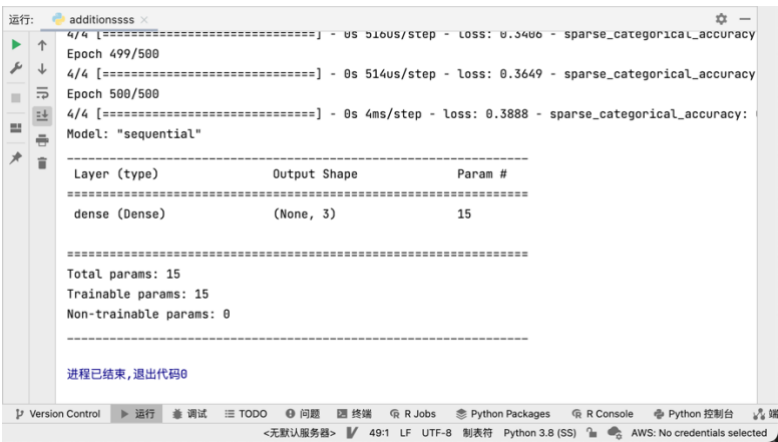 运行: additionssss
4/4 [==============================] - 0s 516us/step - loss: 0.3406 - sparse_categorical_accuracy
Epoch 499/500
4/4 [==============================] - 0s 514us/step - loss: 0.3649 - sparse_categorical_accuracy
Epoch 500/500
4/4 [==============================] - 0s 4ms/step - loss: 0.3888 - sparse_categorical_accuracy:
Model: "sequential"
_________________________________________________________________
Layer (type) Output Shape Param #
=================================================================
dense (Dense) (None, 3) 15
=================================================================
Total params: 15
Trainable params: 15
Non-trainable params: 0
_________________________________________________________________
进程已结束,退出代码0
Version Control 运行 调试 TODO 问题 终端 R Jobs Python Packages R Console Python 控制台 端
<无默认服务器> 49:1 LF UTF-8 制表符 Python 3.8 (SS) AWS: No credentials selected